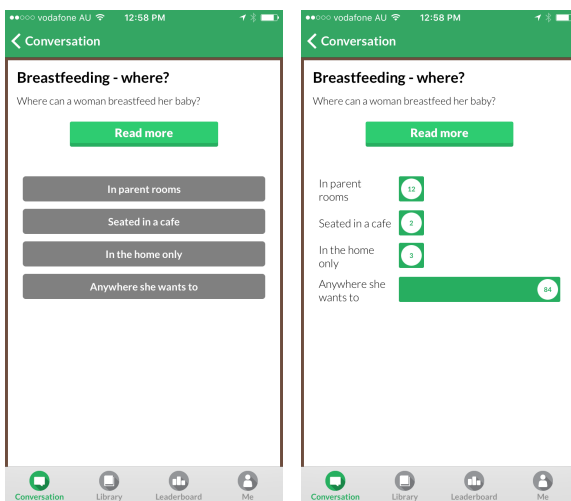 vodafone AU 12:58 PM
Conversation
Breastfeeding - where?
Where can a woman breastfeed her baby?
Read more
In parent rooms
Seated in a cafe
In the home only
Anywhere she wants to
Conversation Library Leaderboard Me
vodafone AU 12:58 PM
Conversation
Breastfeeding - where?
Where can a woman breastfeed her baby?
Read more
In parent
rooms
12
Seated in a cafe 2
In the home
only
3
Anywhere she
wants to
84
Conversation Library Leaderboard Me